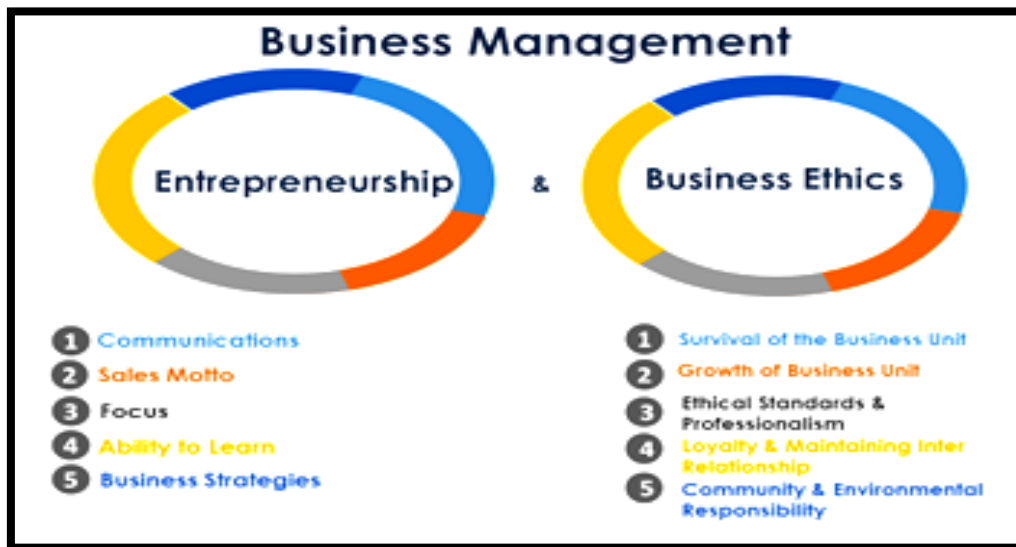 Business Management
Entrepreneurship
&
Business Ethics
1 Communications
2 Sales Motto
3 Focus
4 Ability to Learn
5 Business Strategies
1 Survival of the Business Unit
2 Growth of Business Unit
3 Ethical Standards &
Professionalism
4 Loyalty & Maintaining Inter
Relationship
5 Community & Environmental
Responsibility